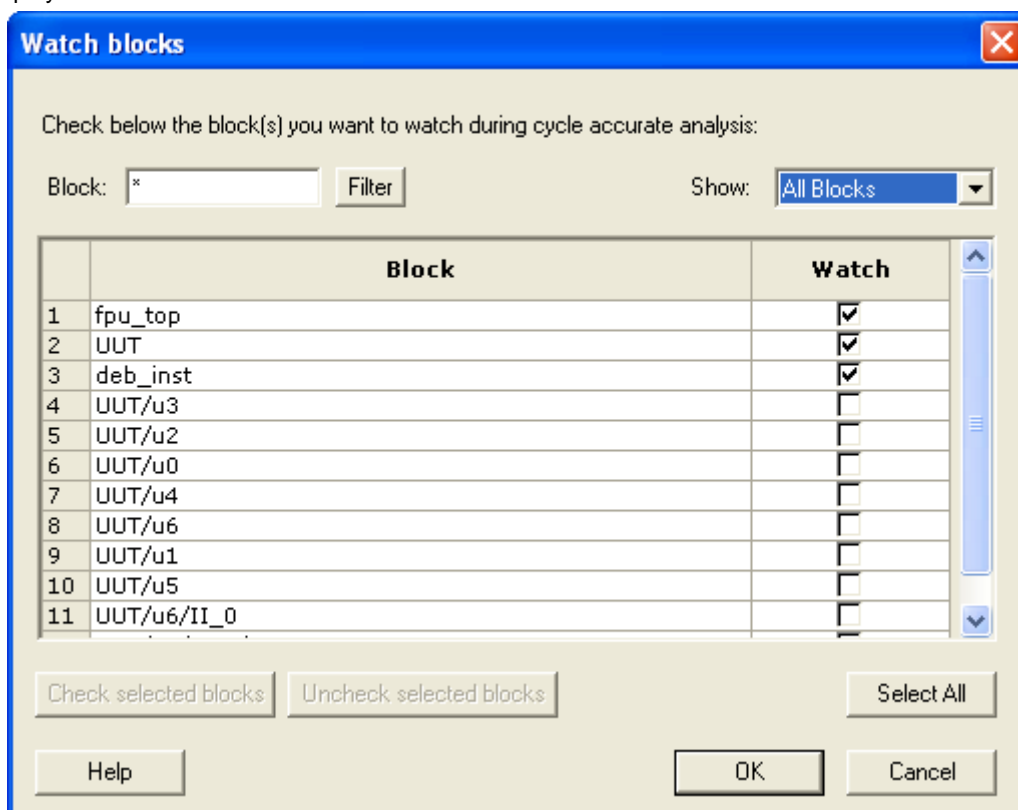 Watch blocks
Check below the block(s) you want to watch during cycle accurate analysis:
Block: * Filter Show: All Blocks
Block Watch
1 fpu_top
2 UUT
3 deb_inst
4 UUT/u3
5 UUT/u2
6 UUT/u0
7 UUT/u4
8 UUT/u6
9 UUT/u1
10 UUT/u5
11 UUT/u6/II_0
Check selected blocks Uncheck selected blocks Select All
Help OK Cancel